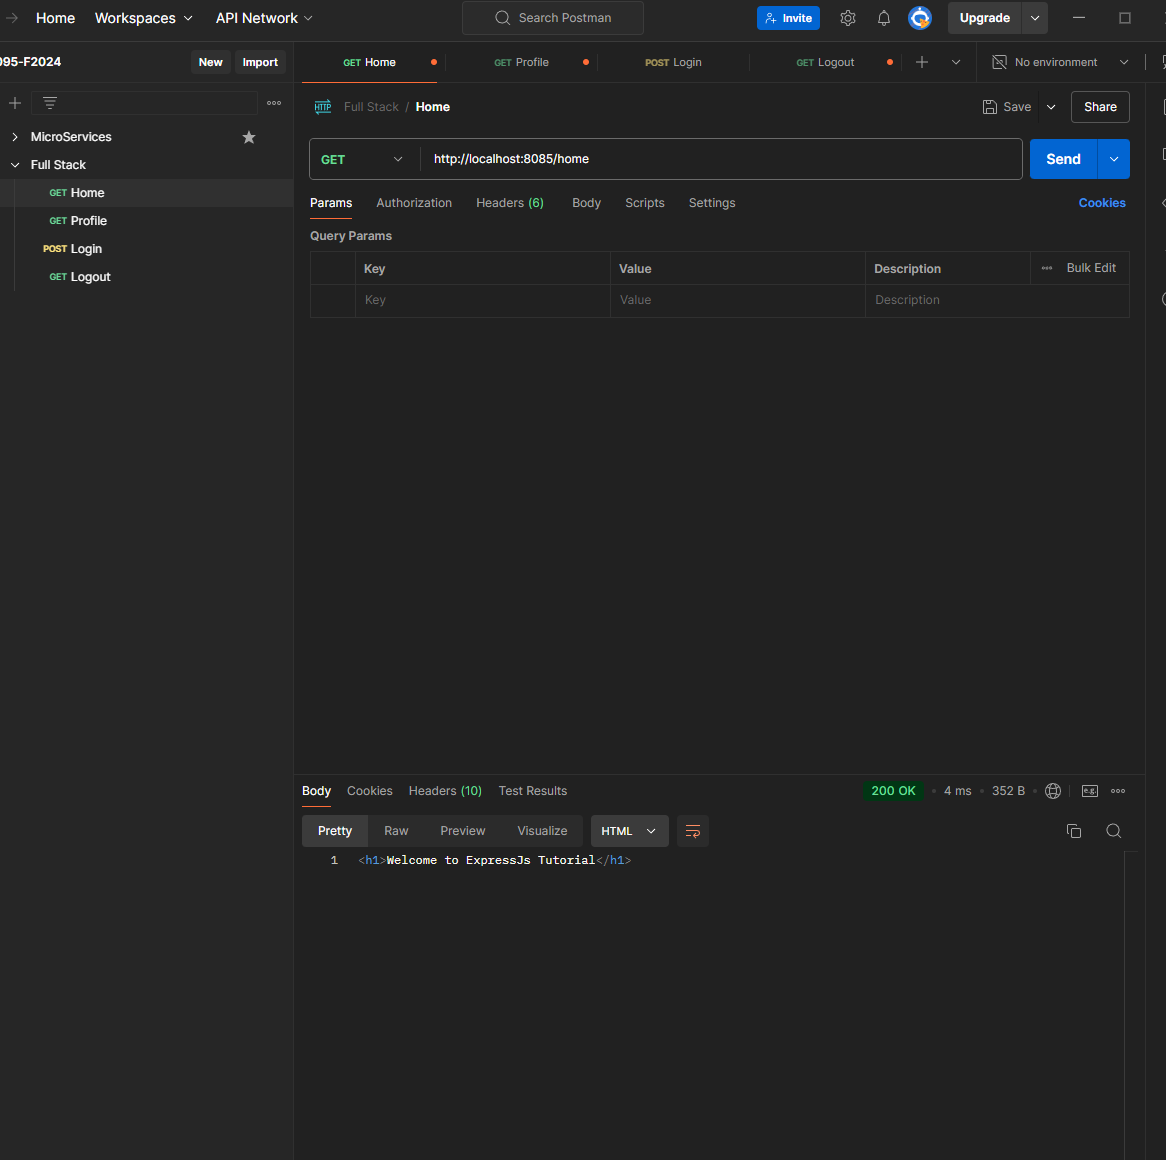 Home Workspaces API Network Search Postman Invite Upgrade
095-F2024 New Import GET Home GET Profile POST Login GET Logout No environment
HTTP Full Stack / Home Save Share
MicroServices
Full Stack
GET Home
GET Profile
POST Login
GET Logout
GET http://localhost:8085/home Send
Params Authorization Headers (6) Body Scripts Settings Cookies
Query Params
Key Value Description Bulk Edit
Key Value Description
Body Cookies Headers (10) Test Results 200 OK 4 ms 352 B e.g.
Pretty Raw Preview Visualize HTML
1 <h1>Welcome to ExpressJs Tutorial</h1>